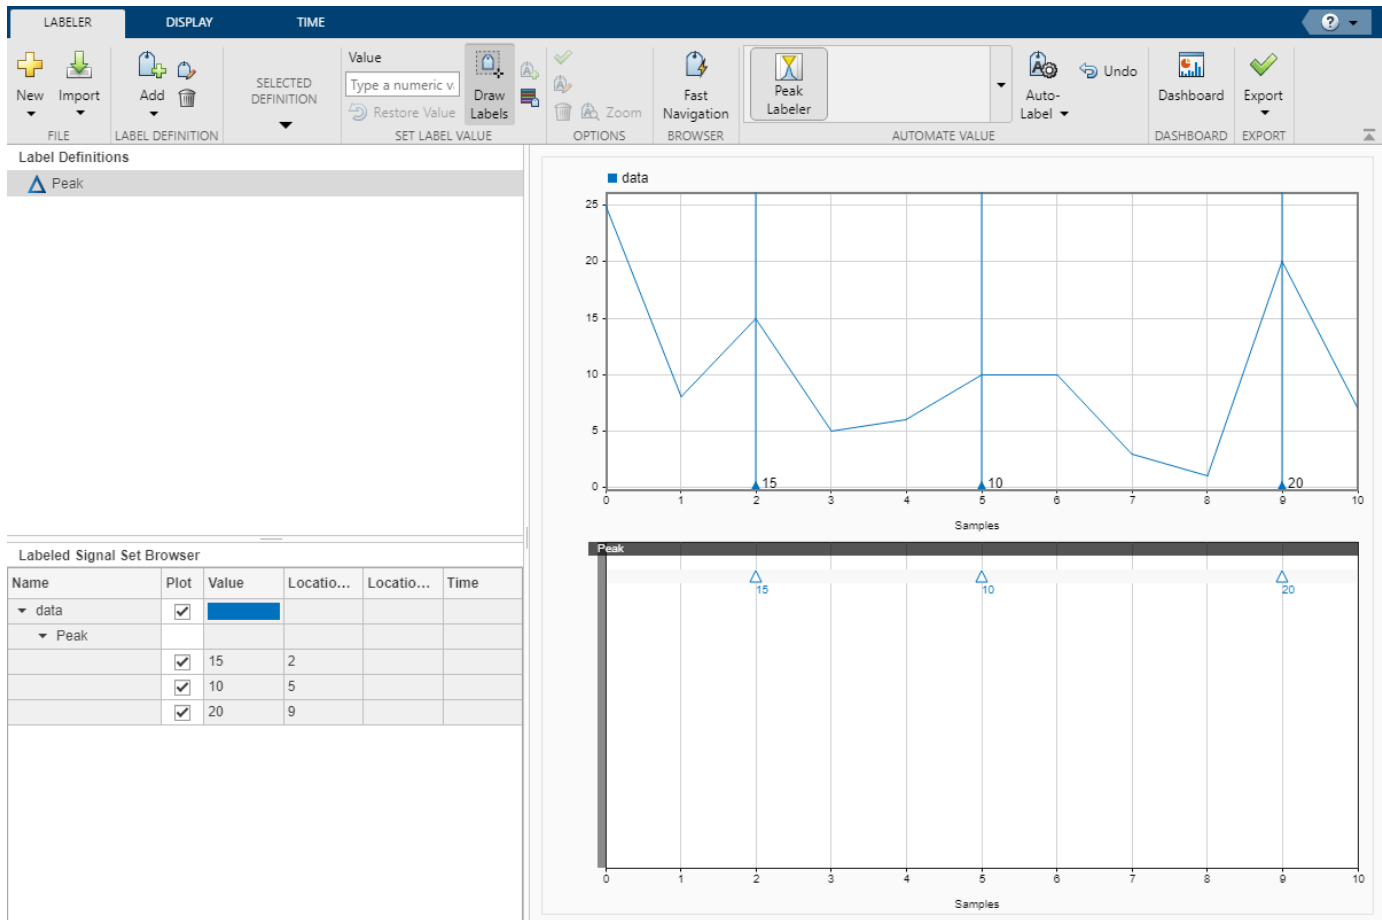 LABELER DISPLAY TIME ?
New Import Add SELECTED DEFINITION Value
Type a numeric v.
Restore Value Draw Labels Zoom Fast Navigation Peak Labeler Auto-Label Undo Dashboard Export
FILE LABEL DEFINITION SET LABEL VALUE OPTIONS BROWSER AUTOMATE VALUE DASHBOARD EXPORT
Label Definitions
Peak
data
25
20
15
10
5
0
15 10 20
0 1 2 3 4 5 6 7 8 9 10
Samples
Labeled Signal Set Browser
Name Plot Value Locatio... Locatio... Time
data
Peak
15 2
10 5
20 9
Peak
15 10 20
0 1 2 3 4 5 6 7 8 9 10
Samples